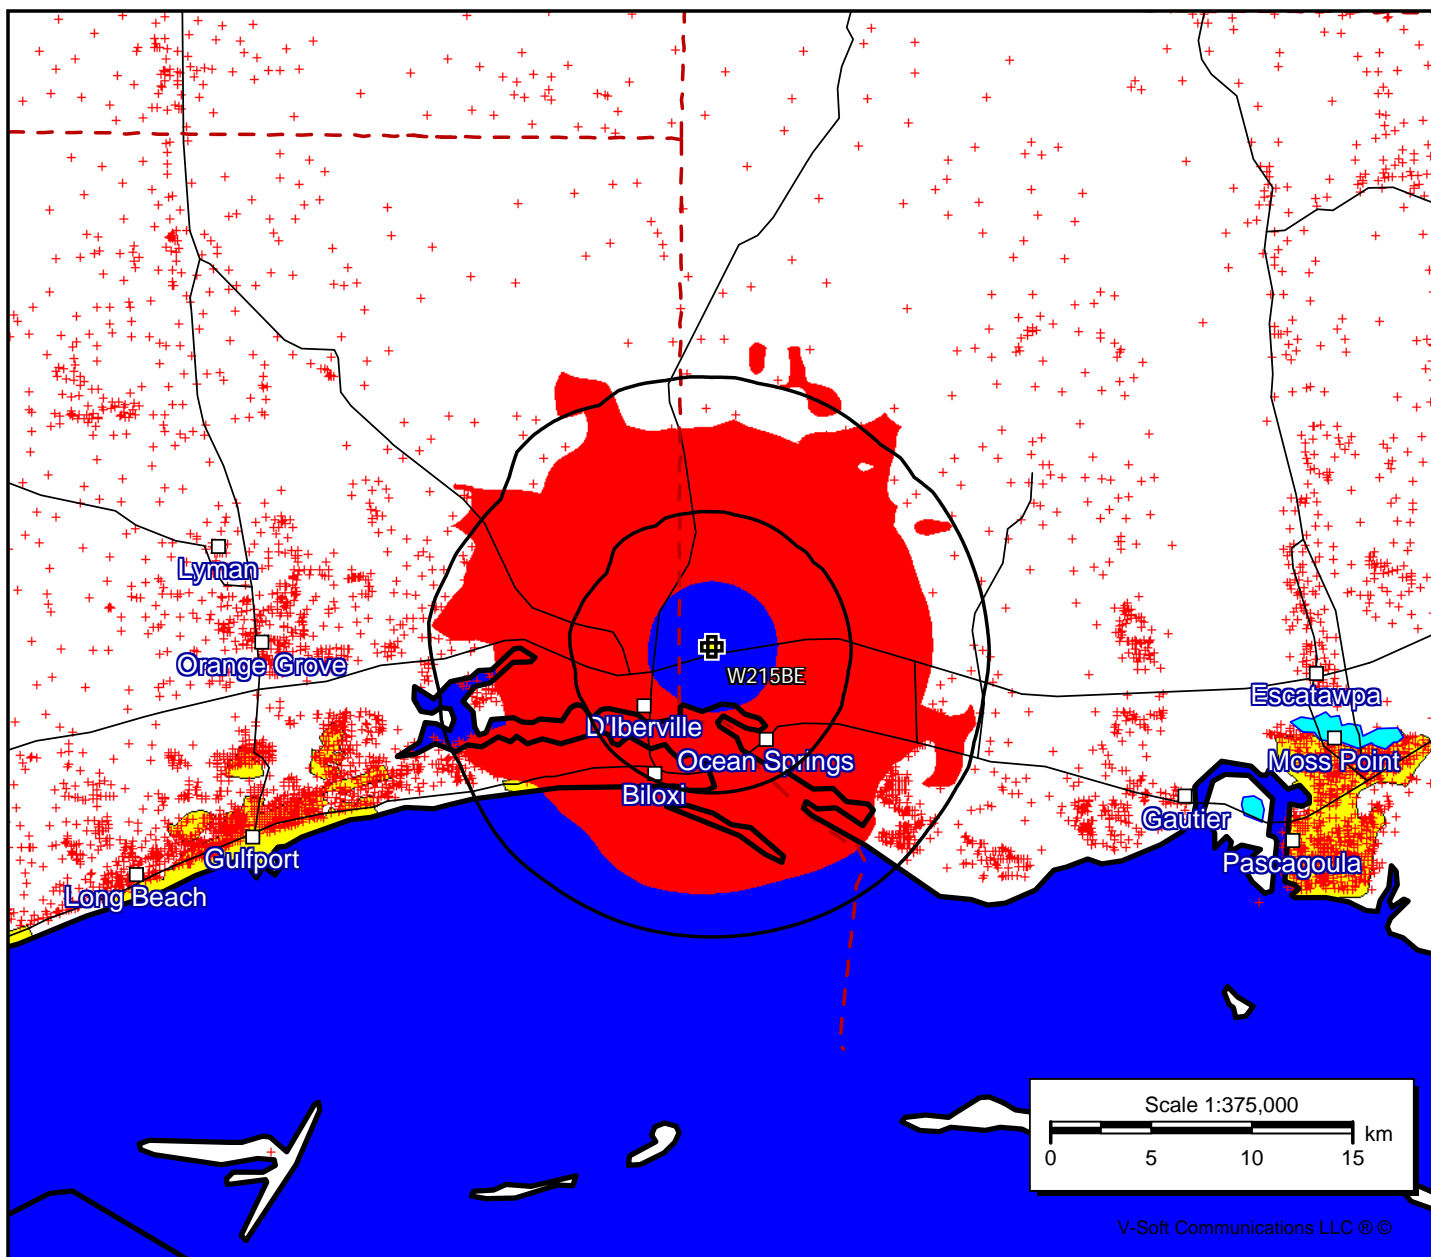 Lyman
Orange Grove
W215BE
Escatawpa
D'Iberville
Ocean Springs
Moss Point
Biloxi
Gautier
Gulfport
Pascagoula
Long Beach
Scale 1:375,000
km
0 5 10 15
V-Soft Communications LLC ® ©